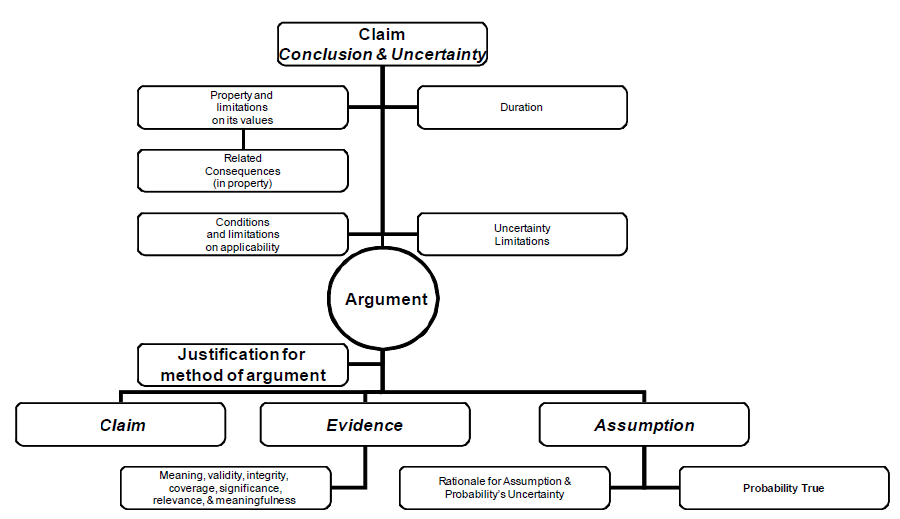 Claim
Conclusion & Uncertainty
Property and
limitations
on its values
Duration
Related
Consequences
(in property)
Conditions
and limitations
on applicability
Uncertainty
Limitations
Argument
Justification for
method of argument
Claim
Evidence
Assumption
Meaning, validity, integrity,
coverage, significance,
relevance, & meaningfulness
Rationale for Assumption &
Probability's Uncertainty
Probability True